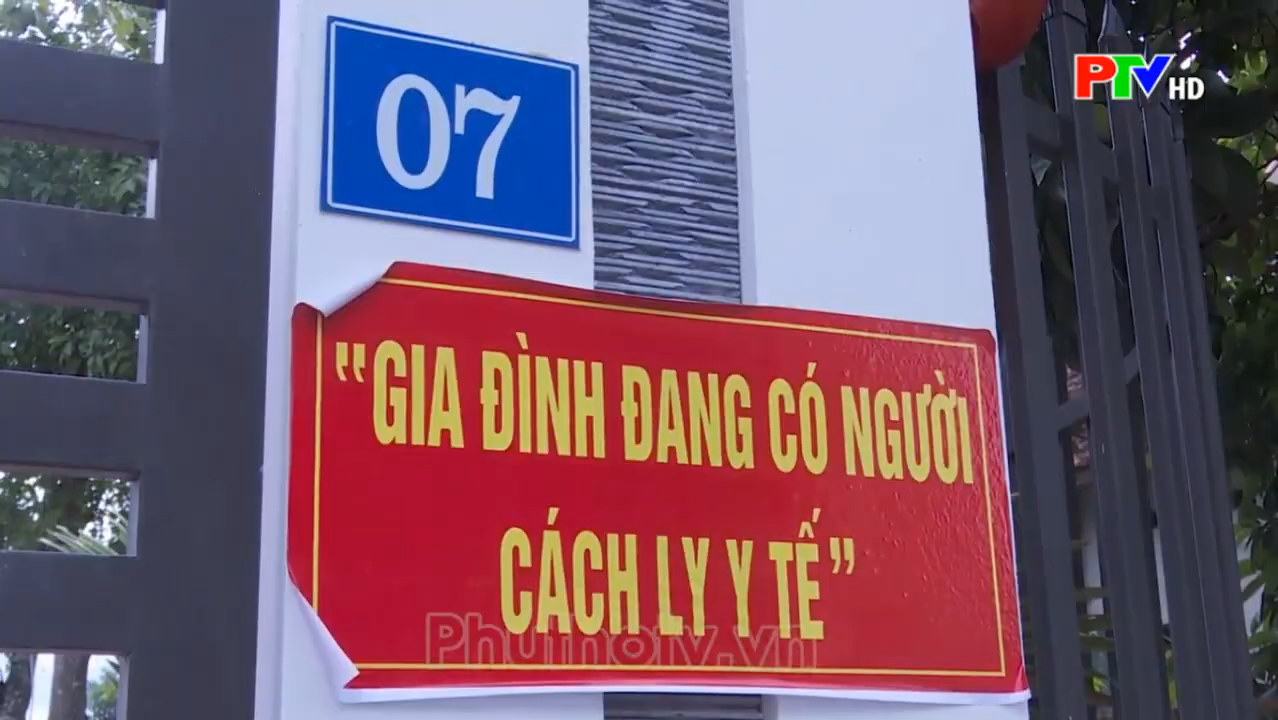 PTV HD
07
“GIA ĐÌNH ĐANG CÓ NGƯỜI
CÁCH LY Y TẾ”
Phuthotv.vn